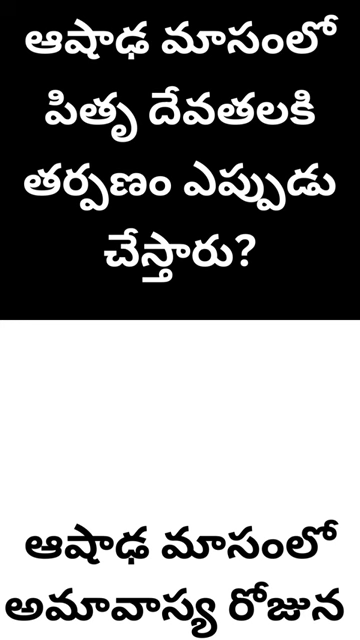 ఆషాఢ మాసంలో
పితృ దేవతలకి
తర్పణం ఎప్పుడు
చేస్తారు?
ఆషాఢ మాసంలో
అమావాస్య రోజున